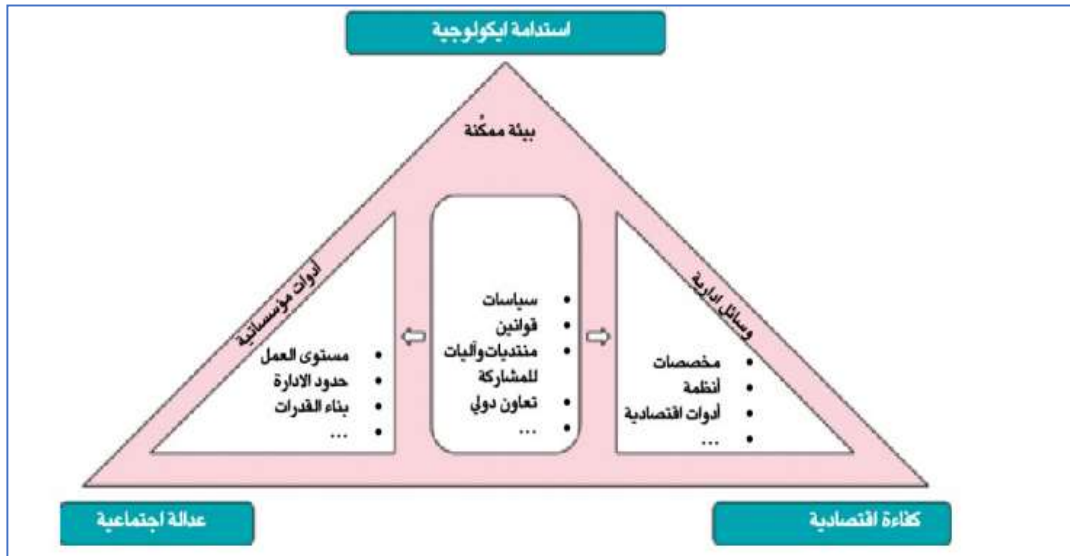 استدامة ايكولوجية
بيئة ممكّنة
وسائل ادارية
• مخصصات
• أنظمة
• أدوات اقتصادية
• ...
• سياسات
• قوانين
• منتديات وآليات
للمشاركة
• تعاون دولي
• ...
أدوات مؤسساتية
• مستوى العمل
• حدود الادارة
• بناء القدرات
• ...
كفاءة اقتصادية
عدالة اجتماعية